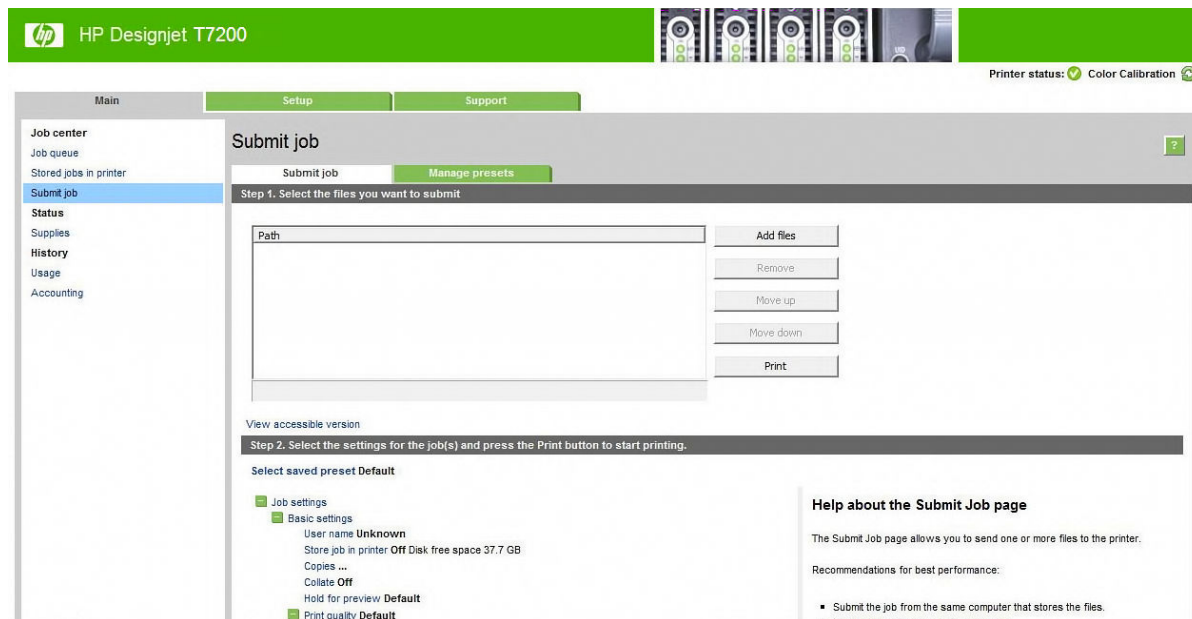 hp HP Designjet T7200
Printer status: Color Calibration
Main Setup Support
Job center
Job queue
Stored jobs in printer
Submit job
Status
Supplies
History
Usage
Accounting
Submit job
?
Submit job Manage presets
Step 1. Select the files you want to submit
Path
Add files
Remove
Move up
Move down
Print
View accessible version
Step 2. Select the settings for the job(s) and press the Print button to start printing.
Select saved preset Default
Job settings
Basic settings
User name Unknown
Store job in printer Off Disk free space 37.7 GB
Copies ...
Collate Off
Hold for preview Default
Print quality Default
Help about the Submit Job page
The Submit Job page allows you to send one or more files to the printer.
Recommendations for best performance:
▪ Submit the job from the same computer that stores the files.